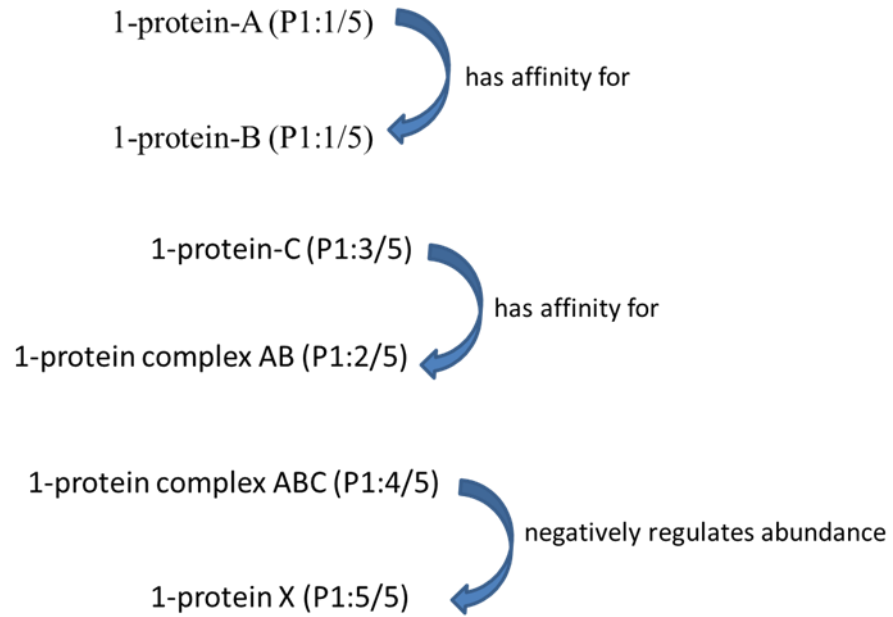 1-protein-A (P1:1/5)
has affinity for
1-protein-B (P1:1/5)
1-protein-C (P1:3/5)
has affinity for
1-protein complex AB (P1:2/5)
1-protein complex ABC (P1:4/5)
negatively regulates abundance
1-protein X (P1:5/5)